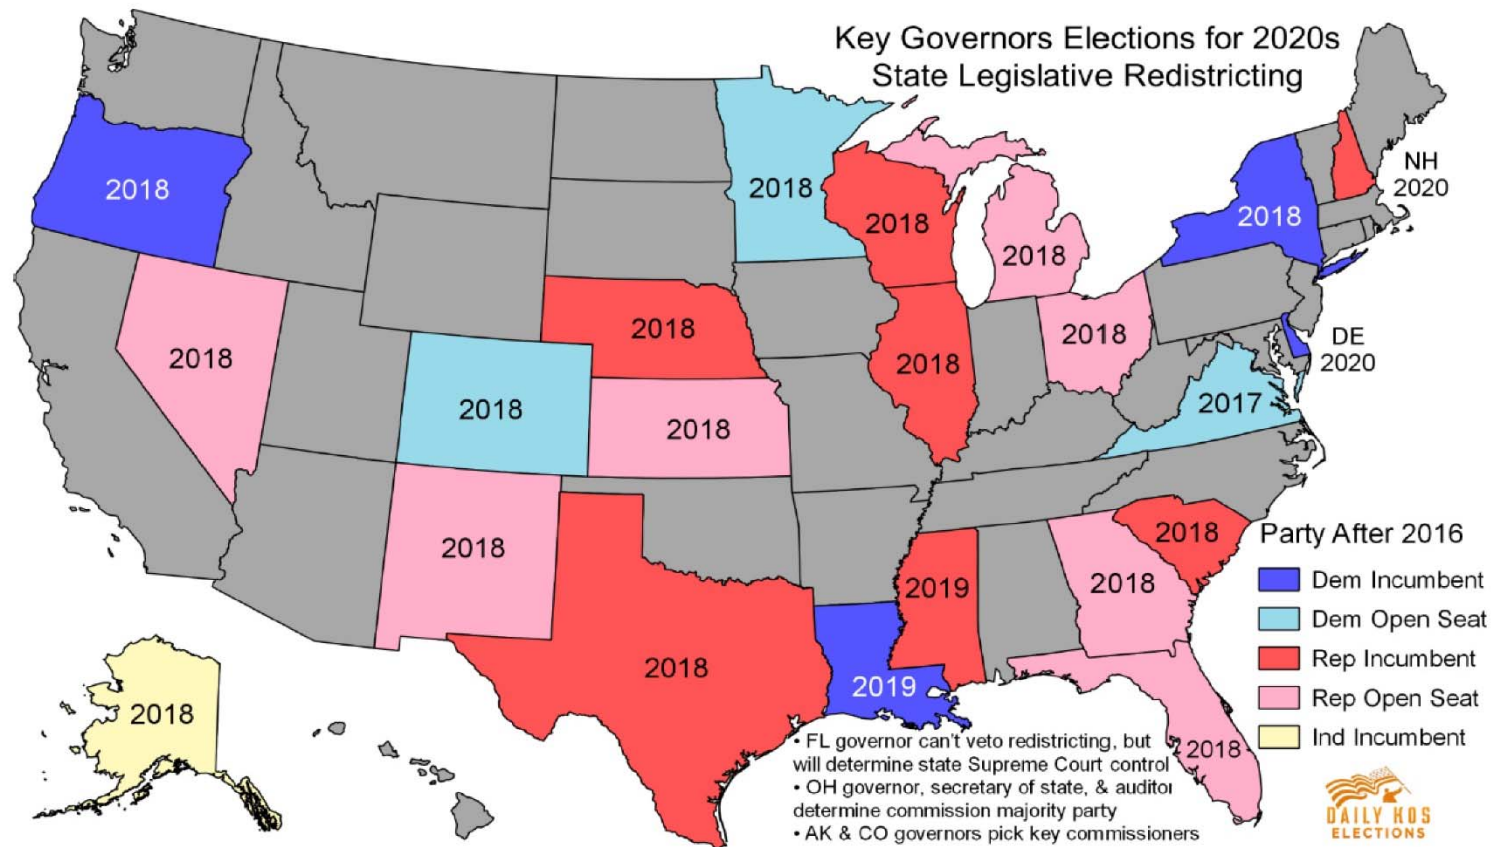 Key Governors Elections for 2020s
State Legislative Redistricting
2018
2018
2018
2018
NH
2020
2018
2018
2018
2018
2018
2018
2018
DE
2020
2018
2018
2017
2018
2018
2018
2019
2018
2018
2019
2018
2018
Party After 2016
Dem Incumbent
Dem Open Seat
Rep Incumbent
Rep Open Seat
Ind Incumbent
• FL governor can't veto redistricting, but
will determine state Supreme Court control
• OH governor, secretary of state, & auditor
determine commission majority party
• AK & CO governors pick key commissioners
DAILY KOS
ELECTIONS